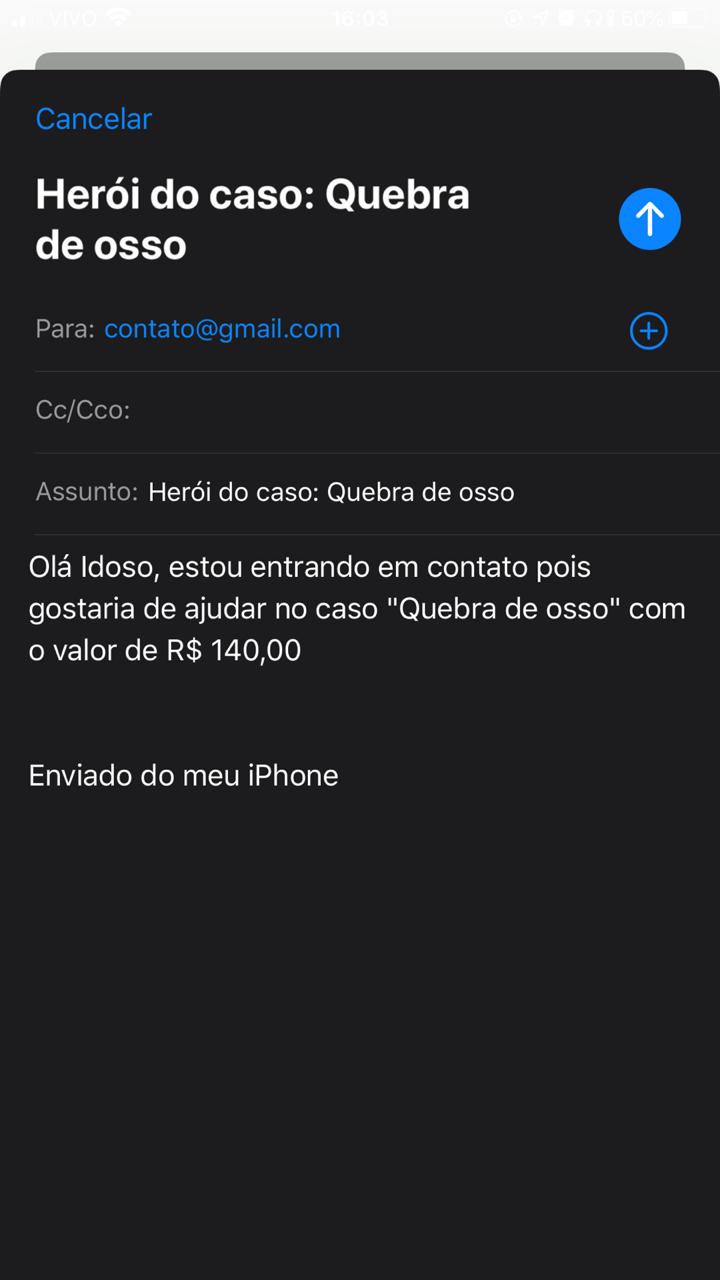 VIVO 16:03 50%
Cancelar
Herói do caso: Quebra
de osso
Para: contato@gmail.com
Cc/Cco:
Assunto: Herói do caso: Quebra de osso
Olá Idoso, estou entrando em contato pois
gostaria de ajudar no caso "Quebra de osso" com
o valor de R$ 140,00
Enviado do meu iPhone